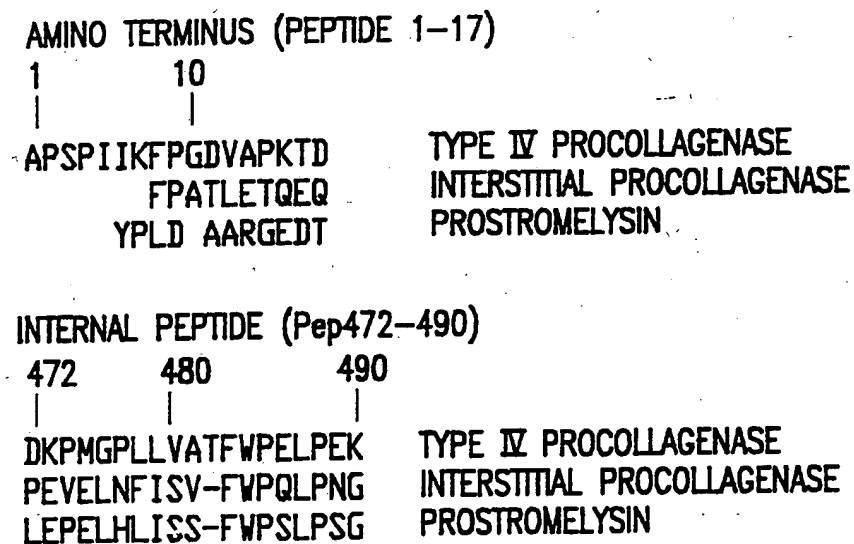 AMINO TERMINUS (PEPTIDE 1-17)
1 10
APSPIIKFPGDVAPKTD TYPE IV PROCOLLAGENASE
FPATLETQEQ INTERSTITIAL PROCOLLAGENASE
YPLD AARGEDT PROSTROMELYSIN
INTERNAL PEPTIDE (Pep472-490)
472 480 490
DKPMGPLLVATFWPELPEK TYPE IV PROCOLLAGENASE
PEVELNFISV-FWPQLPNG INTERSTITIAL PROCOLLAGENASE
LEPELHLISS-FWPSLPSG PROSTROMELYSIN